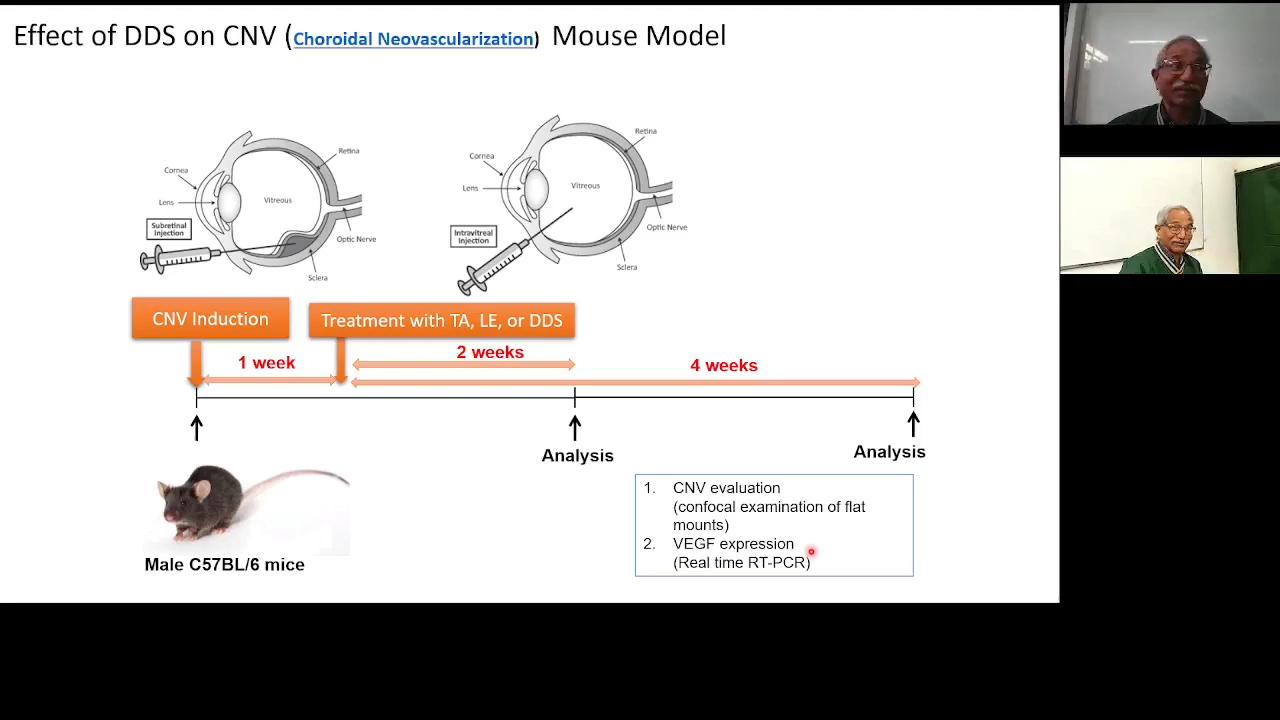 Effect of DDS on CNV (Choroidal Neovascularization) Mouse Model
Retina
Cornea
Lens
Vitreous
Subretinal
Injection
Optic Nerve
Sclera
Retina
Cornea
Lens
Vitreous
Intravitreal
Injection
Optic Nerve
Sclera
CNV Induction
Treatment with TA, LE, or DDS
1 week
2 weeks
4 weeks
Analysis
Analysis
1. CNV evaluation
(confocal examination of flat
mounts)
2. VEGF expression
(Real time RT-PCR)
Male C57BL/6 mice